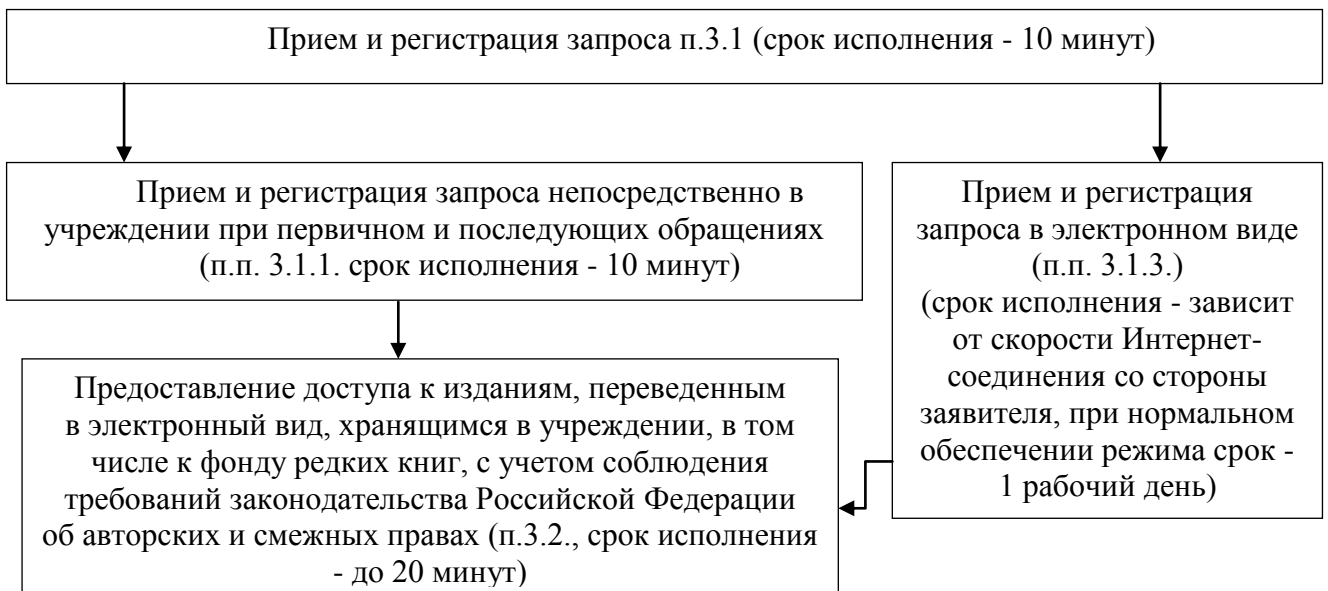 Прием и регистрация запроса п.3.1 (срок исполнения - 10 минут)
Прием и регистрация запроса непосредственно в
учреждении при первичном и последующих обращениях
(п.п. 3.1.1. срок исполнения - 10 минут)
Прием и регистрация
запроса в электронном виде
(п.п. 3.1.3.)
(срок исполнения - зависит
от скорости Интернет-
соединения со стороны
заявителя, при нормальном
обеспечении режима срок -
1 рабочий день)
Предоставление доступа к изданиям, переведенным
в электронный вид, хранящимся в учреждении, в том
числе к фонду редких книг, с учетом соблюдения
требований законодательства Российской Федерации
об авторских и смежных правах (п.3.2., срок исполнения
- до 20 минут)